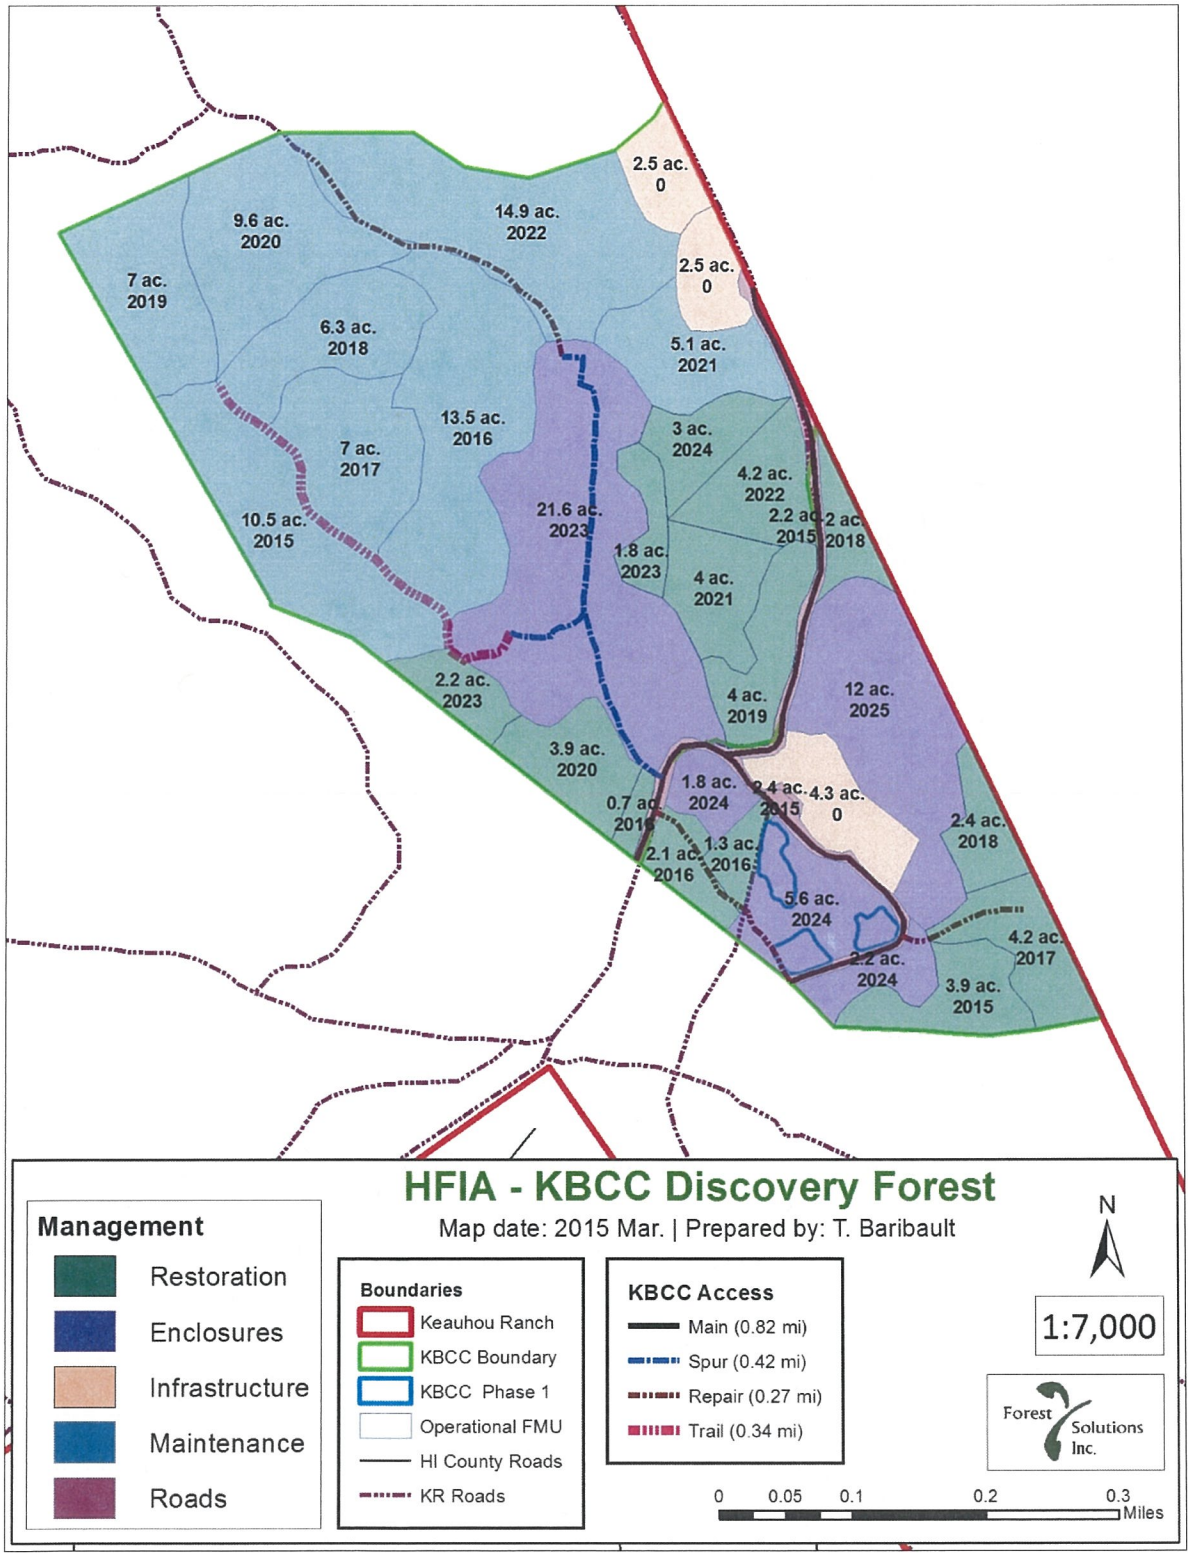 2.5 ac.
0
9.6 ac.
2020
14.9 ac.
2022
2.5 ac.
0
7 ac.
2019
6.3 ac.
2018
5.1 ac.
2021
13.5 ac.
2016
3 ac.
2024
7 ac.
2017
4.2 ac.
2022
10.5 ac.
2015
21.6 ac.
2023
2.2 ac.
2015
2 ac.
2018
1.8 ac.
2023
4 ac.
2021
2.2 ac.
2023
4 ac.
2019
12 ac.
2025
3.9 ac.
2020
1.8 ac.
2024
2.4 ac.
2015
4.3 ac.
0
0.7 ac.
2016
2.1 ac.
2016
1.3 ac.
2016
2.4 ac.
2018
5.6 ac.
2024
4.2 ac.
2017
2.2 ac.
2024
3.9 ac.
2015
HFIA - KBCC Discovery Forest
Map date: 2015 Mar. | Prepared by: T. Baribault
Management
Restoration
Enclosures
Infrastructure
Maintenance
Roads
Boundaries
Keauhou Ranch
KBCC Boundary
KBCC Phase 1
Operational FMU
HI County Roads
KR Roads
KBCC Access
Main (0.82 mi)
Spur (0.42 mi)
Repair (0.27 mi)
Trail (0.34 mi)
N
1:7,000
Forest
Solutions
Inc.
0 0.05 0.1 0.2 0.3
Miles